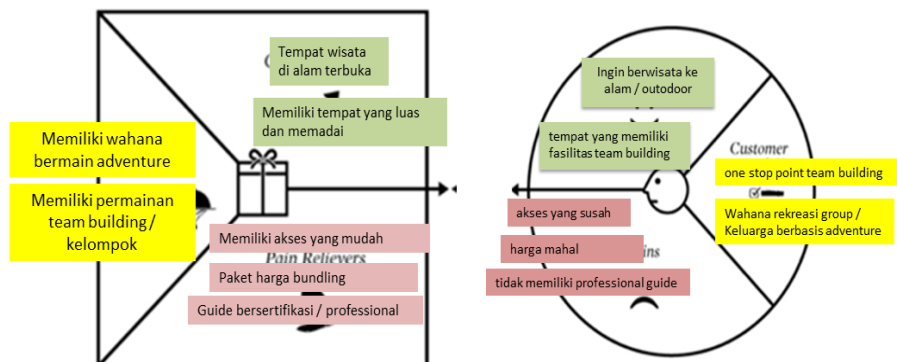 Tempat wisata
di alam terbuka
Memiliki tempat yang luas
dan memadai
Memiliki wahana
bermain adventure
Memiliki permainan
team building /
kelompok
Memiliki akses yang mudah
Pain Relievers
Paket harga bundling
Guide bersertifikasi / professional
Ingin berwisata ke
alam / outodoor
tempat yang memiliki
fasilitas team building
Customer
one stop point team building
Wahana rekreasi group /
Keluarga berbasis adventure
akses yang susah
harga mahal
tidak memiliki professional guide